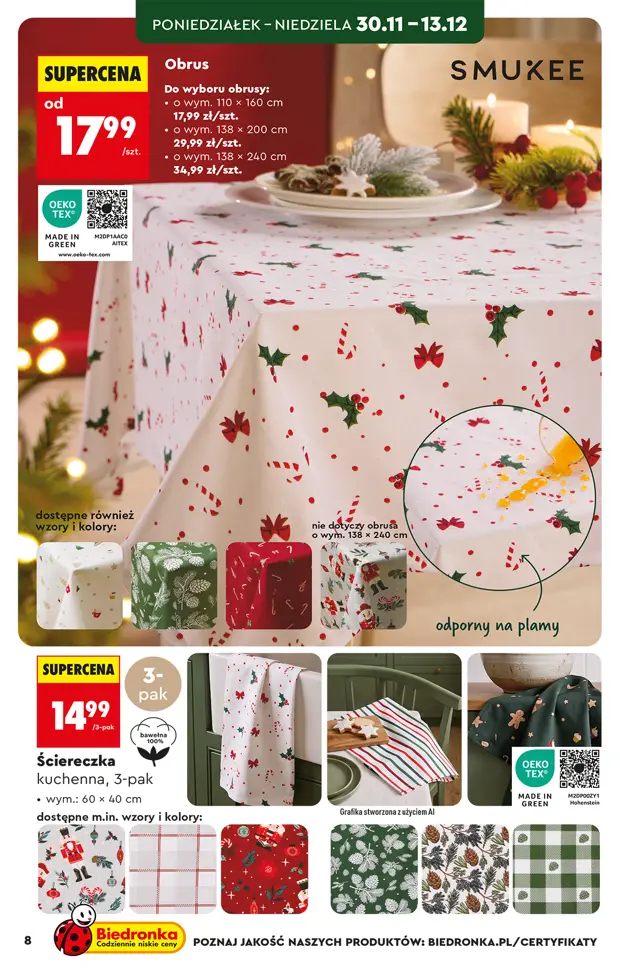 PONIEDZIAŁEK – NIEDZIELA 30.11 – 13.12
SUPERCENA
od
17⁹⁹
/szt.
Obrus
Do wyboru obrusy:
• o wym. 110 × 160 cm
17,99 zł/szt.
• o wym. 138 × 200 cm
29,99 zł/szt.
• o wym. 138 × 240 cm
34,99 zł/szt.
SMUKEE
OEKO
TEX®
MADE IN
GREEN
M2DP1AAC0
AITEX
www.oeko-tex.com
dostępne również
wzory i kolory:
nie dotyczy obrusa
o wym. 138 × 240 cm
odporny na plamy
SUPERCENA
14⁹⁹
/3-pak
3-
pak
bawełna
100%
Ściereczka
kuchenna, 3-pak
• wym.: 60 × 40 cm
dostępne m.in. wzory i kolory:
Grafika stworzona z użyciem AI
OEKO
TEX®
MADE IN
GREEN
M2DP00ZY1
Hohenstein
8
Biedronka
Codziennie niskie ceny
POZNAJ JAKOŚĆ NASZYCH PRODUKTÓW: BIEDRONKA.PL/CERTYFIKATY